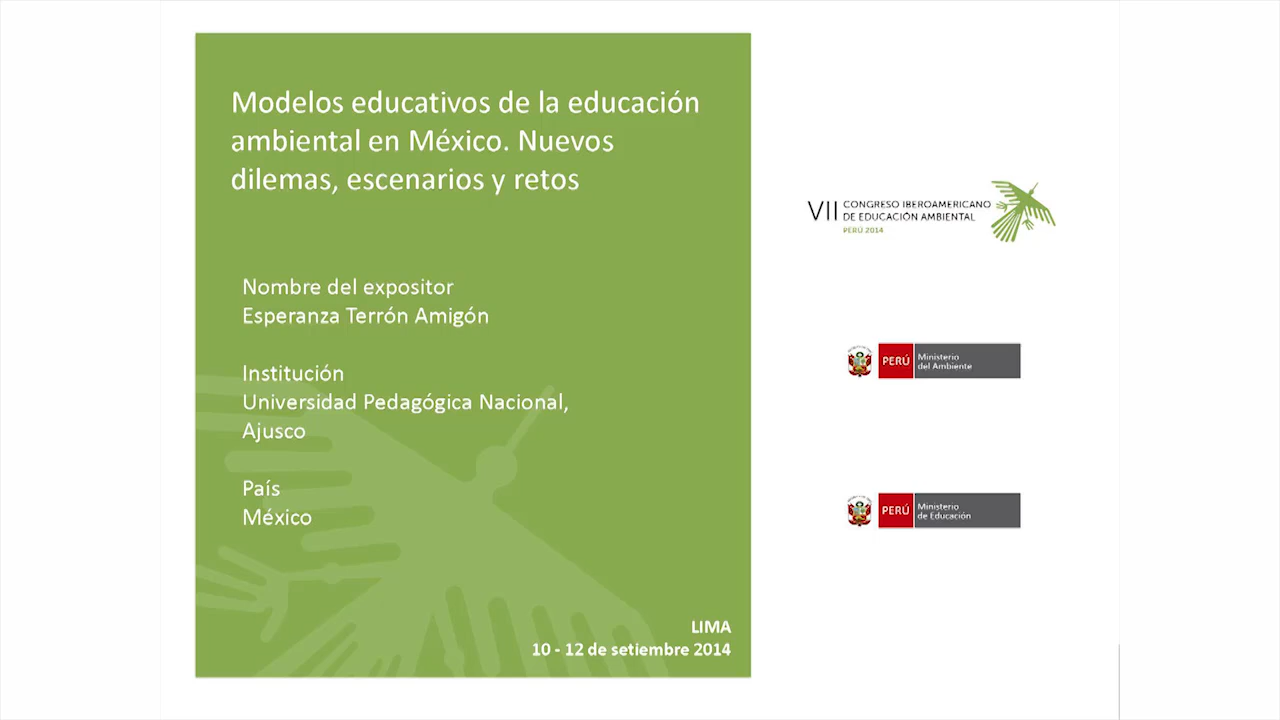 Modelos educativos de la educación
ambiental en México. Nuevos
dilemas, escenarios y retos
Nombre del expositor
Esperanza Terrón Amigón
Institución
Universidad Pedagógica Nacional,
Ajusco
País
México
LIMA
10 - 12 de setiembre 2014
VII CONGRESO IBEROAMERICANO
DE EDUCACIÓN AMBIENTAL
PERÚ 2014
PERÚ Ministerio
del Ambiente
PERÚ Ministerio
de Educación